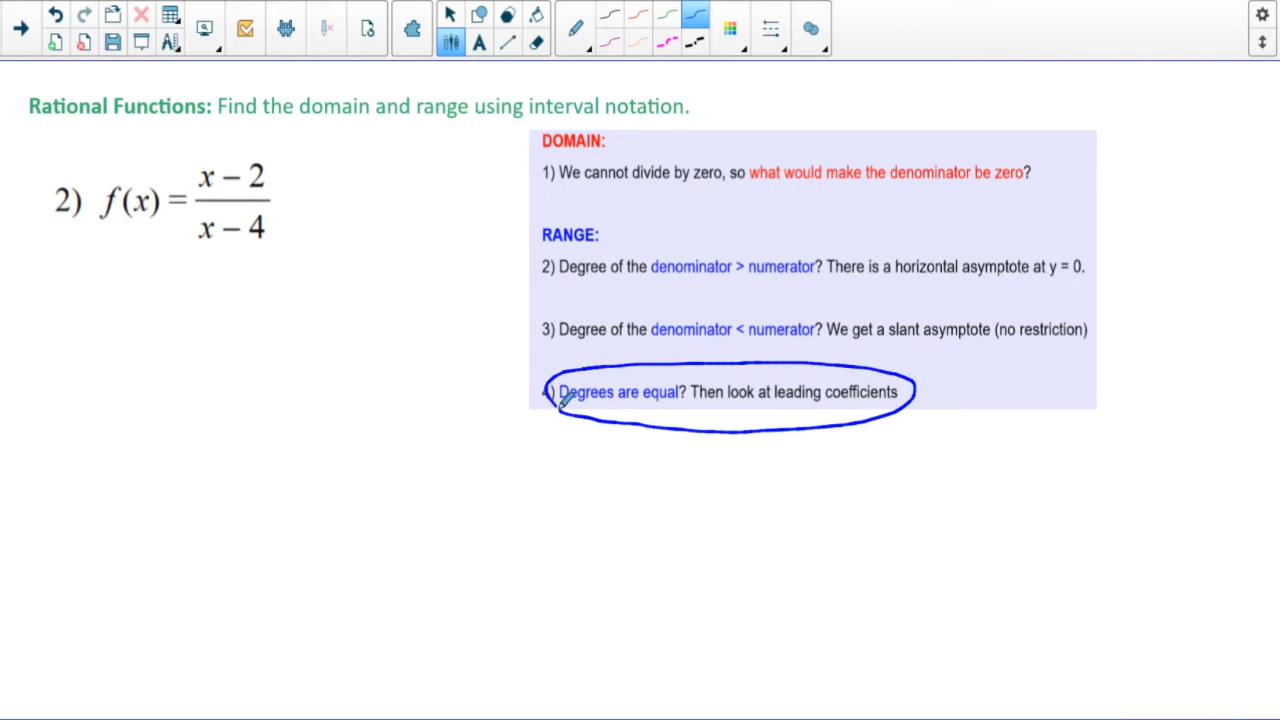 Rational Functions: Find the domain and range using interval notation.
2) f(x) = x − 2 / x − 4
DOMAIN:
1) We cannot divide by zero, so what would make the denominator be zero?
RANGE:
2) Degree of the denominator > numerator? There is a horizontal asymptote at y = 0.
3) Degree of the denominator < numerator? We get a slant asymptote (no restriction)
4) Degrees are equal? Then look at leading coefficients